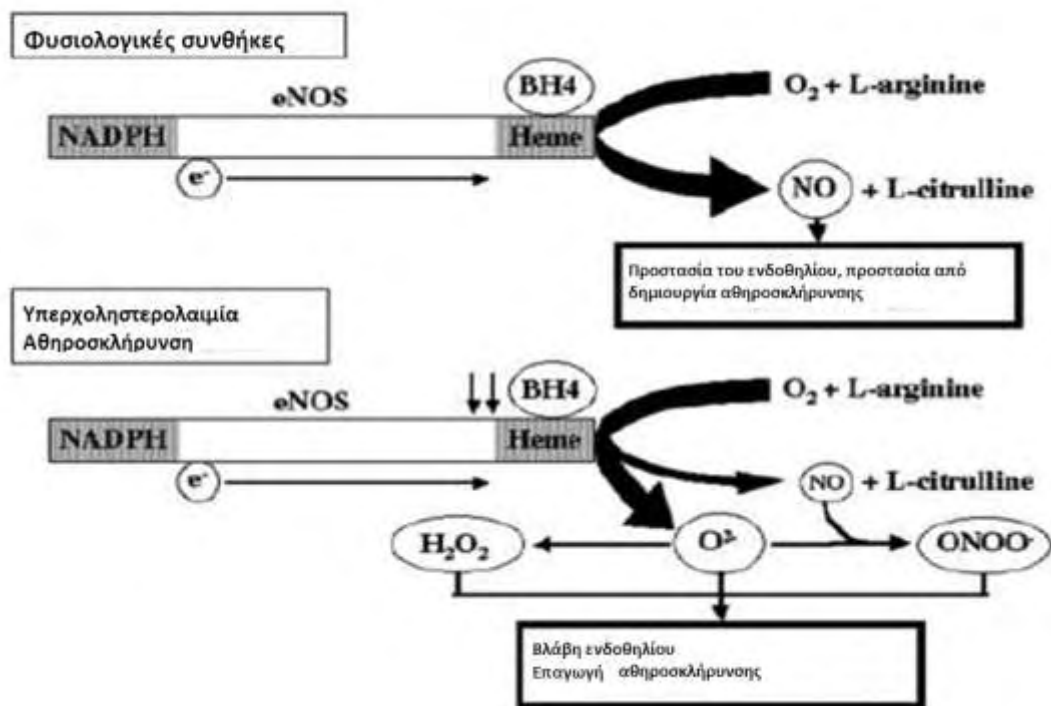 Φυσιολογικές συνθήκες
eNOS
BH4
O₂ + L-arginine
NADPH
Heme
e⁻
NO + L-citrulline
Προστασία του ενδοθηλίου, προστασία από
δημιουργία αθηροσκλήρυνσης
Υπερχοληστερολαιμία
Αθηροσκλήρυνση
eNOS
BH4
O₂ + L-arginine
NADPH
Heme
e⁻
NO + L-citrulline
H₂O₂
O²⁻
ONOO⁻
Βλάβη ενδοθηλίου
Επαγωγή αθηροσκλήρυνσης